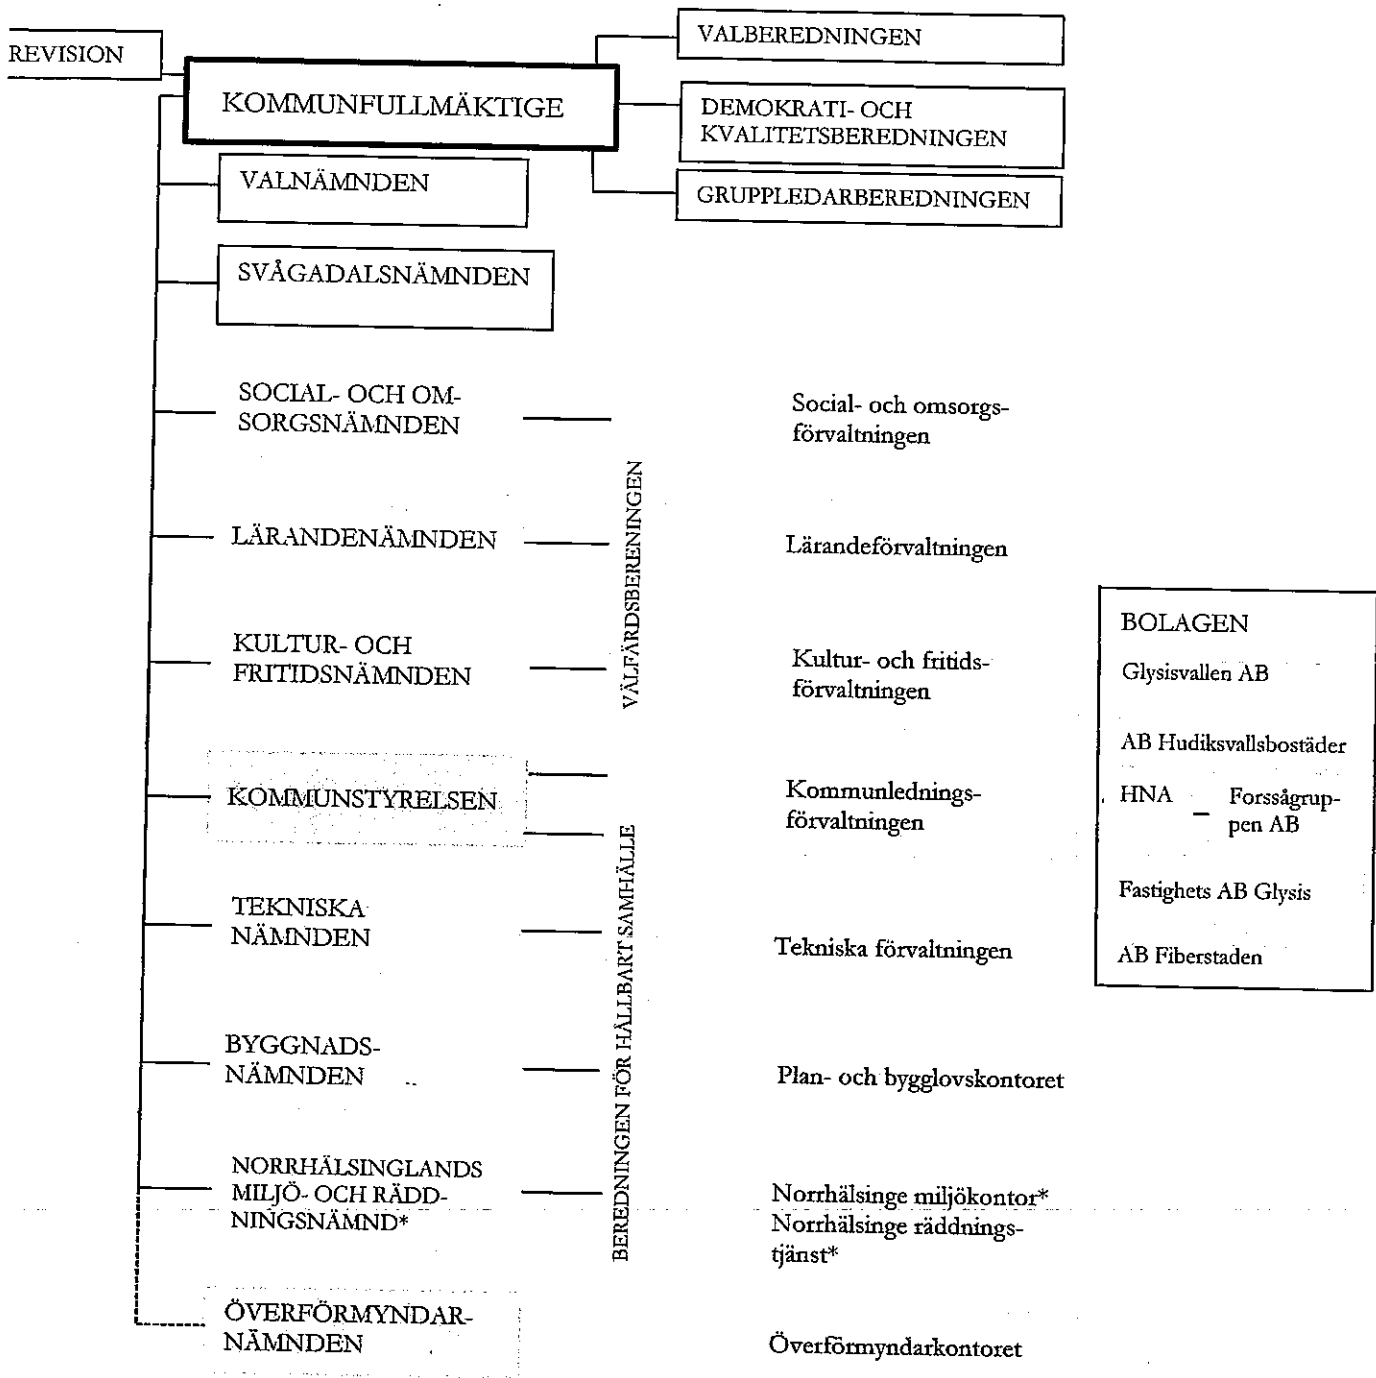 REVISION
KOMMUNFULLMÄKTIGE
VALBEREDNINGEN
DEMOKRATI- OCH
KVALITETSBEREDNINGEN
GRUPPLEDARBEREDNINGEN
VALNÄMNDEN
SVÅGADALSNÄMNDEN
SOCIAL- OCH OM-
SORGSNÄMNDEN
Social- och omsorgs-
förvaltningen
VÄLFÄRDSBERENINGEN
LÄRANDENÄMNDEN
Lärandeförvaltningen
KULTUR- OCH
FRITIDSNÄMNDEN
Kultur- och fritids-
förvaltningen
KOMMUNSTYRELSEN
Kommunlednings-
förvaltningen
BEREDNINGEN FÖR HÅLLBART SAMHÄLLE
TEKNISKA
NÄMNDEN
Tekniska förvaltningen
BYGGNADS-
NÄMNDEN
Plan- och bygglovskontoret
NORRHÄLSINGLANDS
MILJÖ- OCH RÄDD-
NINGSNÄMND*
Norrhälsinge miljökontor*
Norrhälsinge räddnings-
tjänst*
ÖVERFÖRMYNDAR-
NÄMNDEN
Överförmyndarkontoret
BOLAGEN
Glysisvallen AB
AB Hudiksvallsbostäder
HNA – Forssågrup-
pen AB
Fastighets AB Glysis
AB Fiberstaden